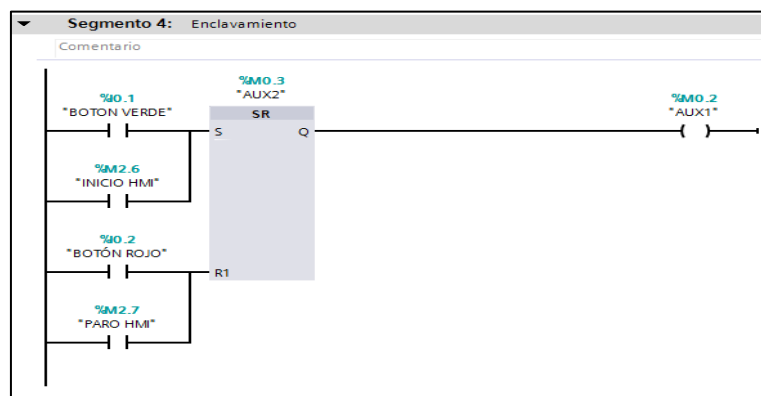 Segmento 4: Enclavamiento
Comentario
%M0.3
"AUX2"
%I0.1
"BOTON VERDE"
SR
S
Q
%M0.2
"AUX1"
%M2.6
"INICIO HMI"
%I0.2
"BOTÓN ROJO"
R1
%M2.7
"PARO HMI"